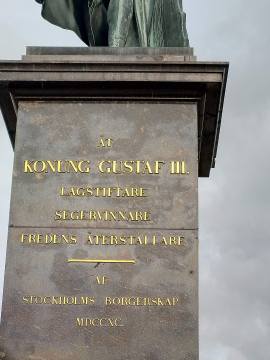 ÅT
KONUNG GUSTAF III.
LAGSTIFTARE
SEGERVINNARE
FREDENS ÅTERSTÄLLARE
AF
STOCKHOLMS BORGERSKAP
MDCCXC.